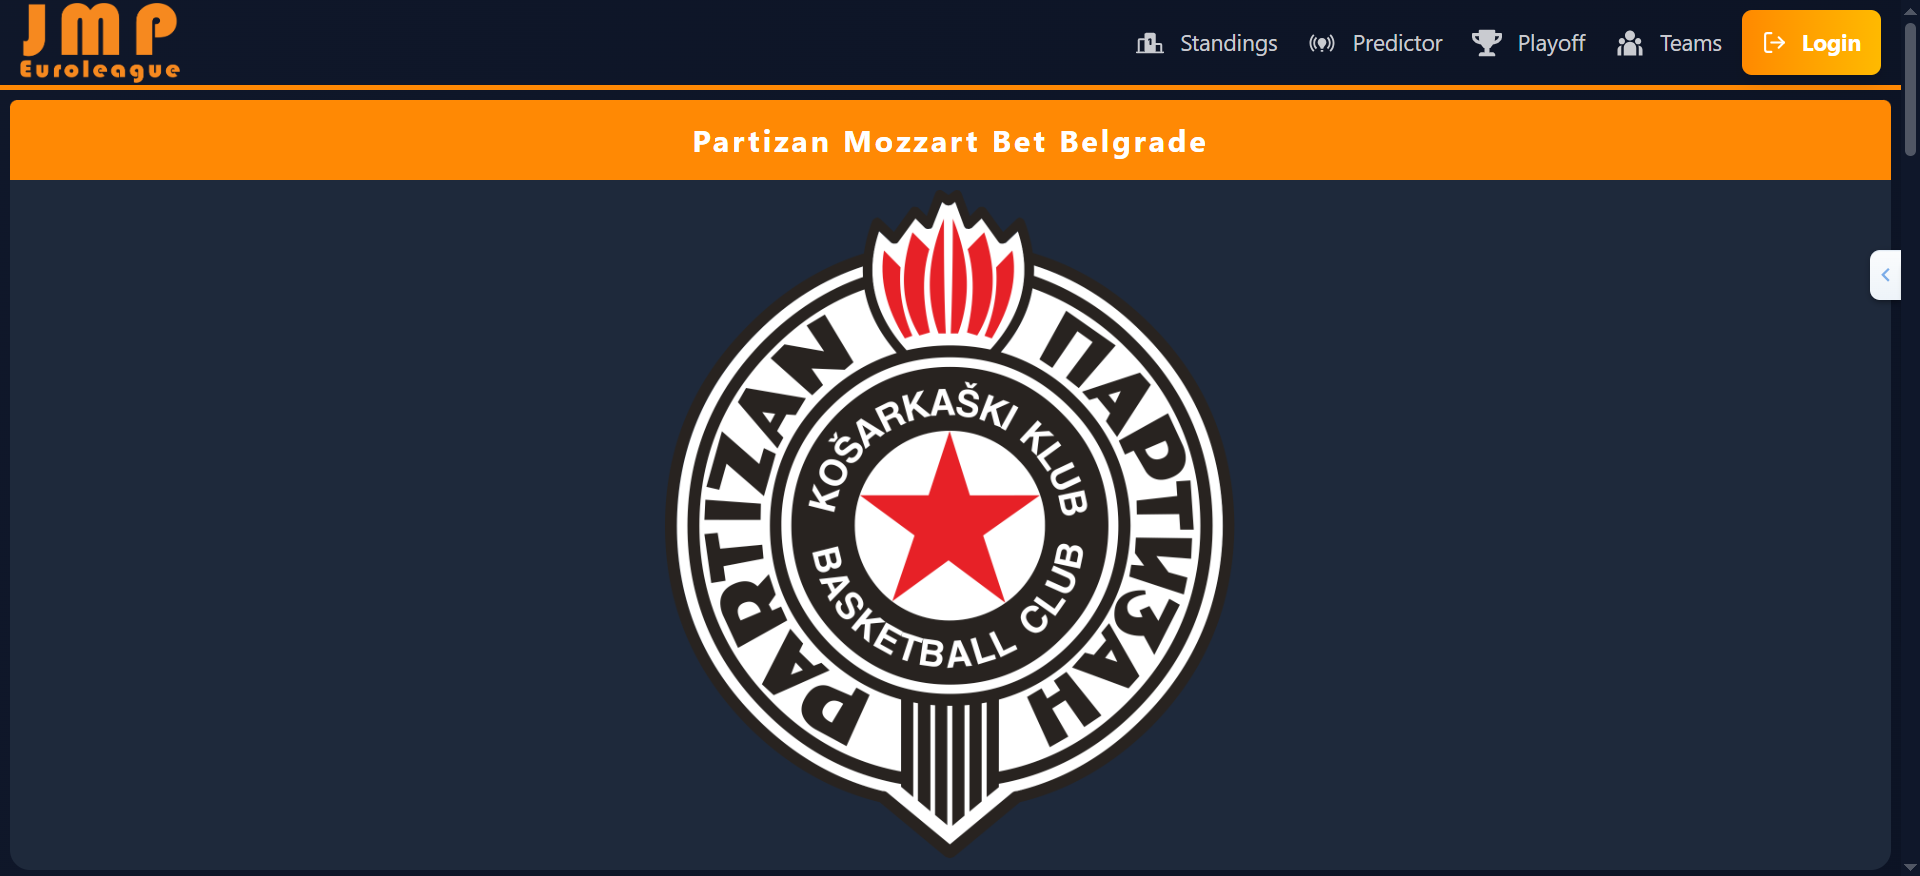 JMP
Euroleague
Standings
Predictor
Playoff
Teams
Login
Partizan Mozzart Bet Belgrade
PARTIZAN
ПАРТИЗАН
KOŠARKAŠKI KLUB
BASKETBALL CLUB